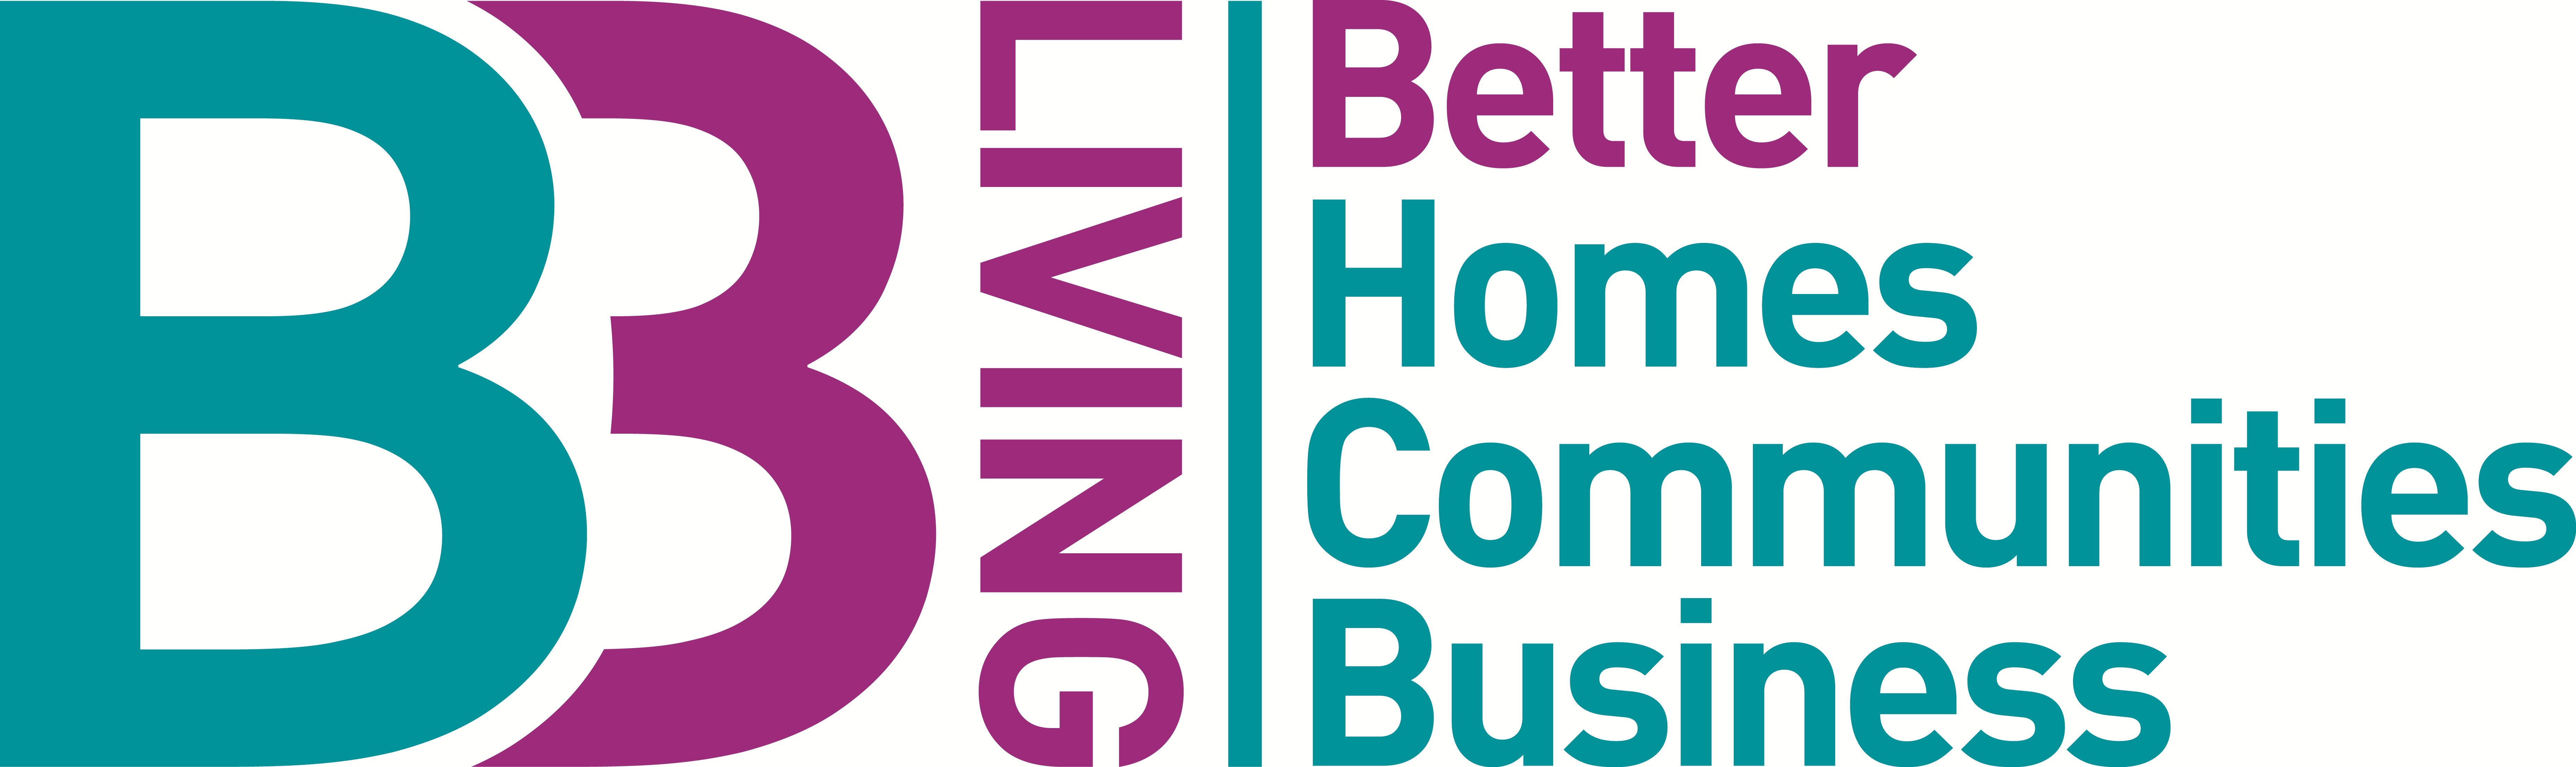 B3
LIVING
Better
Homes
Communities
Business